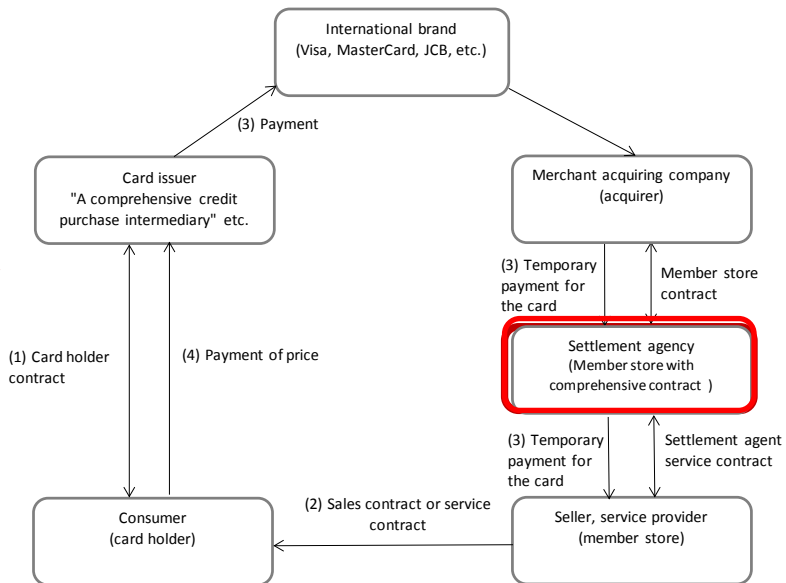 International brand
(Visa, MasterCard, JCB, etc.)
(3) Payment
Card issuer
"A comprehensive credit
purchase intermediary" etc.
Merchant acquiring company
(acquirer)
(3) Temporary
payment for
the card
Member store
contract
(1) Card holder
contract
(4) Payment of price
Settlement agency
(Member store with
comprehensive contract )
(3) Temporary
payment for
the card
Settlement agent
service contract
(2) Sales contract or service
contract
Consumer
(card holder)
Seller, service provider
(member store)